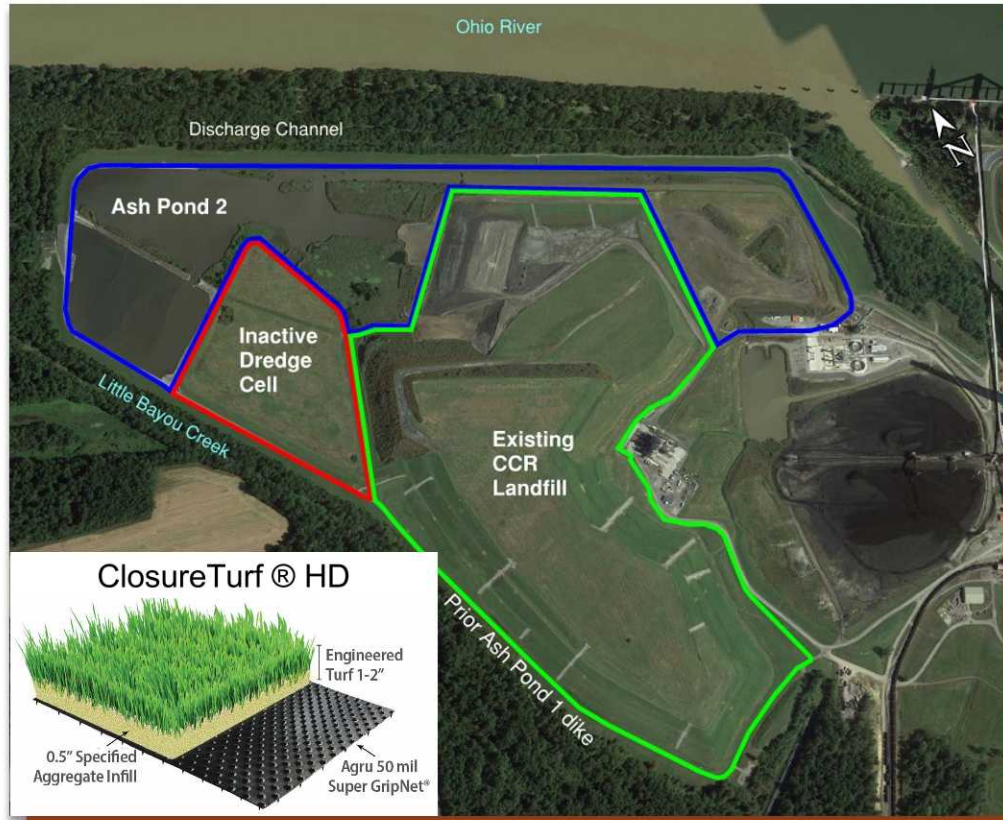 Ohio River
Discharge Channel
N
Ash Pond 2
Inactive
Dredge
Cell
Little Bayou Creek
Existing
CCR
Landfill
Prior Ash Pond 1 dike
ClosureTurf ® HD
Engineered
Turf 1-2”
0.5” Specified
Aggregate Infill
Agru 50 mil
Super GripNet®